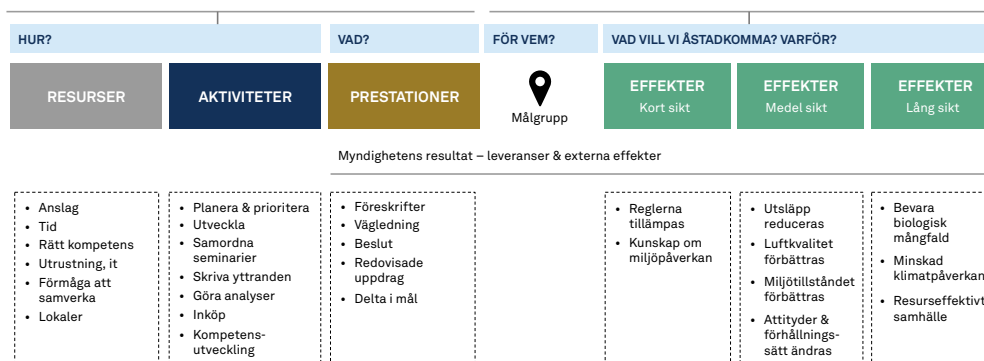 HUR?
VAD?
FÖR VEM?
VAD VILL VI ÅSTADKOMMA? VARFÖR?
RESURSER
AKTIVITETER
PRESTATIONER
Målgrupp
EFFEKTER
Kort sikt
EFFEKTER
Medel sikt
EFFEKTER
Lång sikt
Myndighetens resultat – leveranser & externa effekter
• Anslag
• Tid
• Rätt kompetens
• Utrustning, it
• Förmåga att
samverka
• Lokaler
• Planera & prioritera
• Utveckla
• Samordna
seminarier
• Skriva yttranden
• Göra analyser
• Inköp
• Kompetens-
utveckling
• Föreskrifter
• Vägledning
• Beslut
• Redovisade
uppdrag
• Delta i mål
• Reglerna
tillämpas
• Kunskap om
miljöpåverkan
• Utsläpp
reduceras
• Luftkvalitet
förbättras
• Miljötillståndet
förbättras
• Attityder &
förhållnings-
sätt ändras
• Bevara
biologisk
mångfald
• Minskad
klimatpåverkan
• Resurseffektivt
samhälle